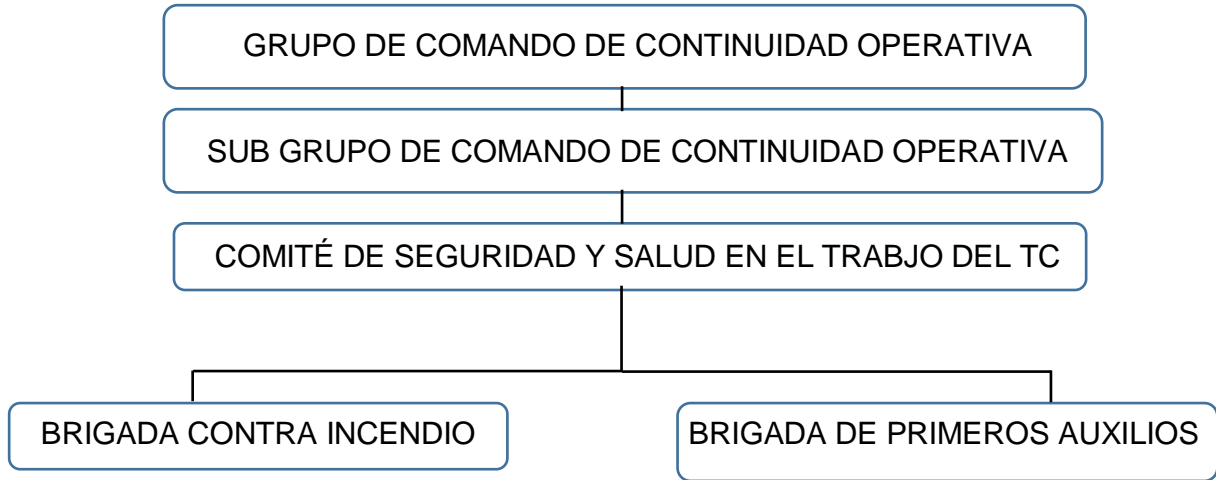 GRUPO DE COMANDO DE CONTINUIDAD OPERATIVA
SUB GRUPO DE COMANDO DE CONTINUIDAD OPERATIVA
COMITÉ DE SEGURIDAD Y SALUD EN EL TRABJO DEL TC
BRIGADA CONTRA INCENDIO
BRIGADA DE PRIMEROS AUXILIOS